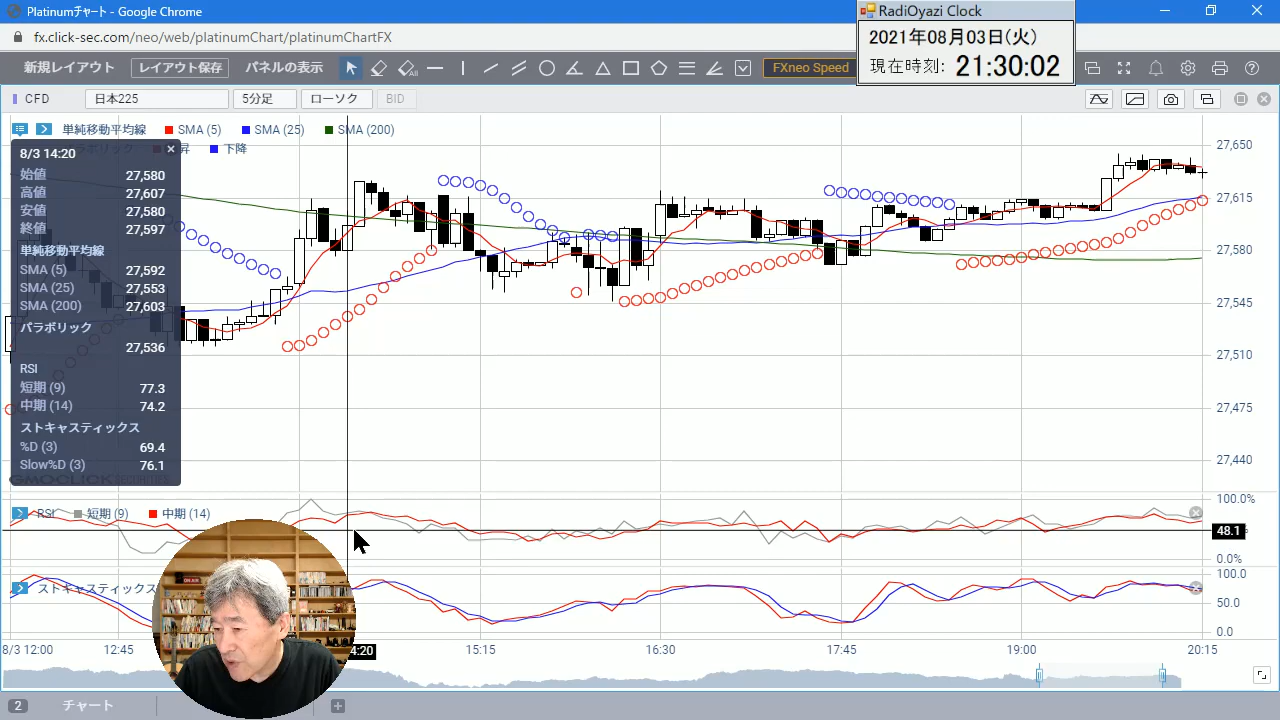 Platinumチャート - Google Chrome
RadiOyazi Clock
2021年08月03日(火)
現在時刻: 21:30:02
fx.click-sec.com/neo/web/platinumChart/platinumChartFX
新規レイアウト レイアウト保存 パネルの表示 FXneo Speed
CFD 日本225 5分足 ローソク BID
単純移動平均線 SMA (5) SMA (25) SMA (200)
下降
8/3 14:20
始値 27,580
高値 27,607
安値 27,580
終値 27,597
単純移動平均線
SMA (5) 27,592
SMA (25) 27,553
SMA (200) 27,603
パラボリック
27,536
RSI
短期 (9) 77.3
中期 (14) 74.2
ストキャスティックス
%D (3) 69.4
Slow%D (3) 76.1
27,650
27,615
27,580
27,545
27,510
27,475
27,440
RSI 短期 (9) 中期 (14)
100.0%
48.1
0.0%
ストキャスティックス
100.0
50.0
0.0
8/3 12:00 12:45 4:20 15:15 16:30 17:45 19:00 20:15
2 チャート